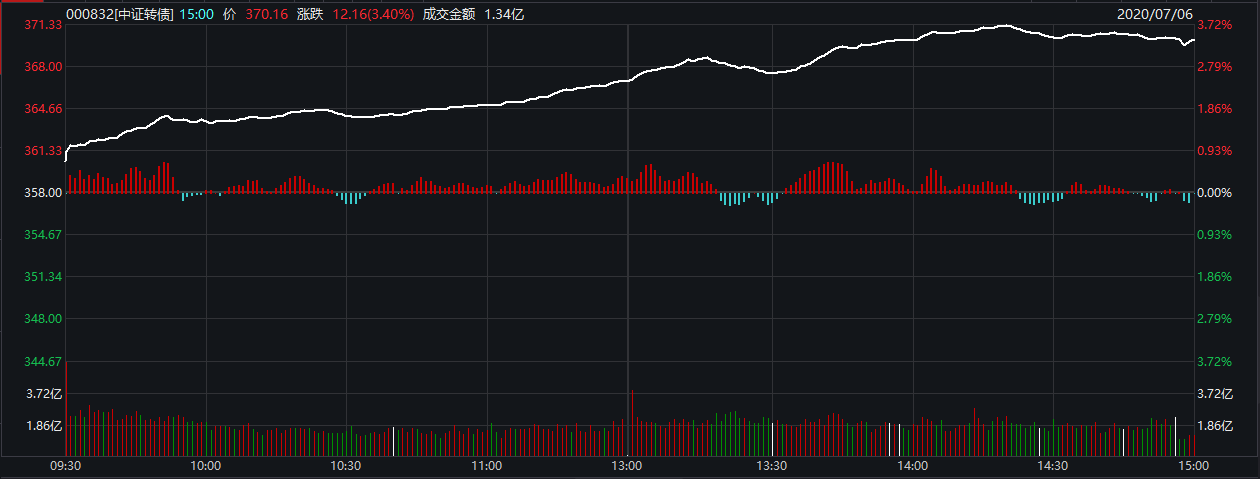 000832[中证转债] 15:00 价 370.16 涨跌 12.16(3.40%) 成交金额 1.34亿 2020/07/06
371.33 3.72%
368.00 2.79%
364.66 1.86%
361.33 0.93%
358.00 0.00%
354.67 0.93%
351.34 1.86%
348.00 2.79%
344.67 3.72%
3.72亿 3.72亿
1.86亿 1.86亿
09:30 10:00 10:30 11:00 13:00 13:30 14:00 14:30 15:00